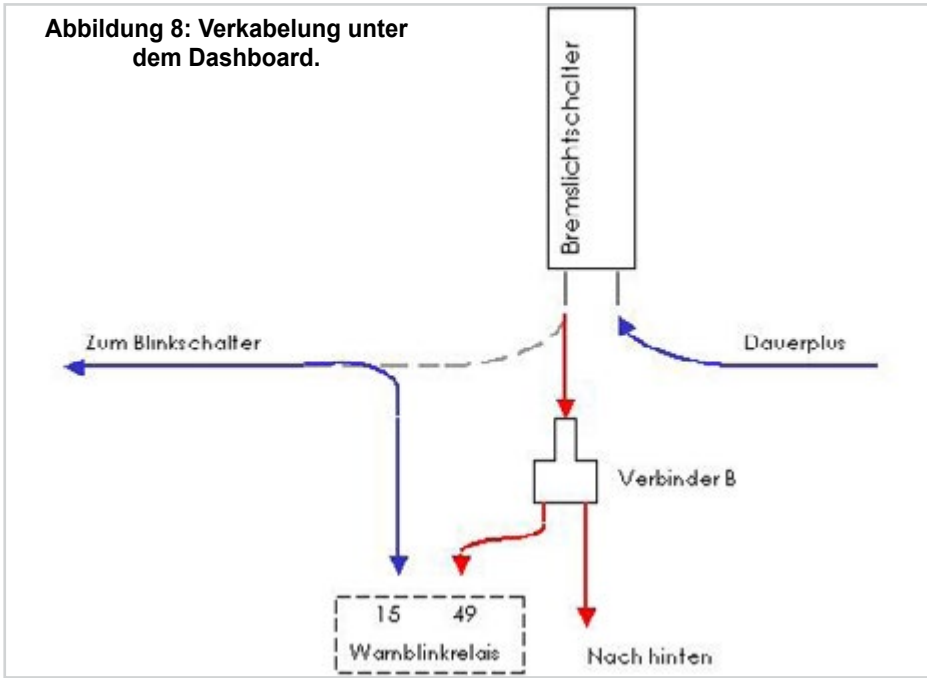 Abbildung 8: Verkabelung unter
dem Dashboard.
Bremslichtschalter
Zum Blinkschalter
Dauerplus
Verbinder B
15 49
Warnblinkrelais
Nach hinten